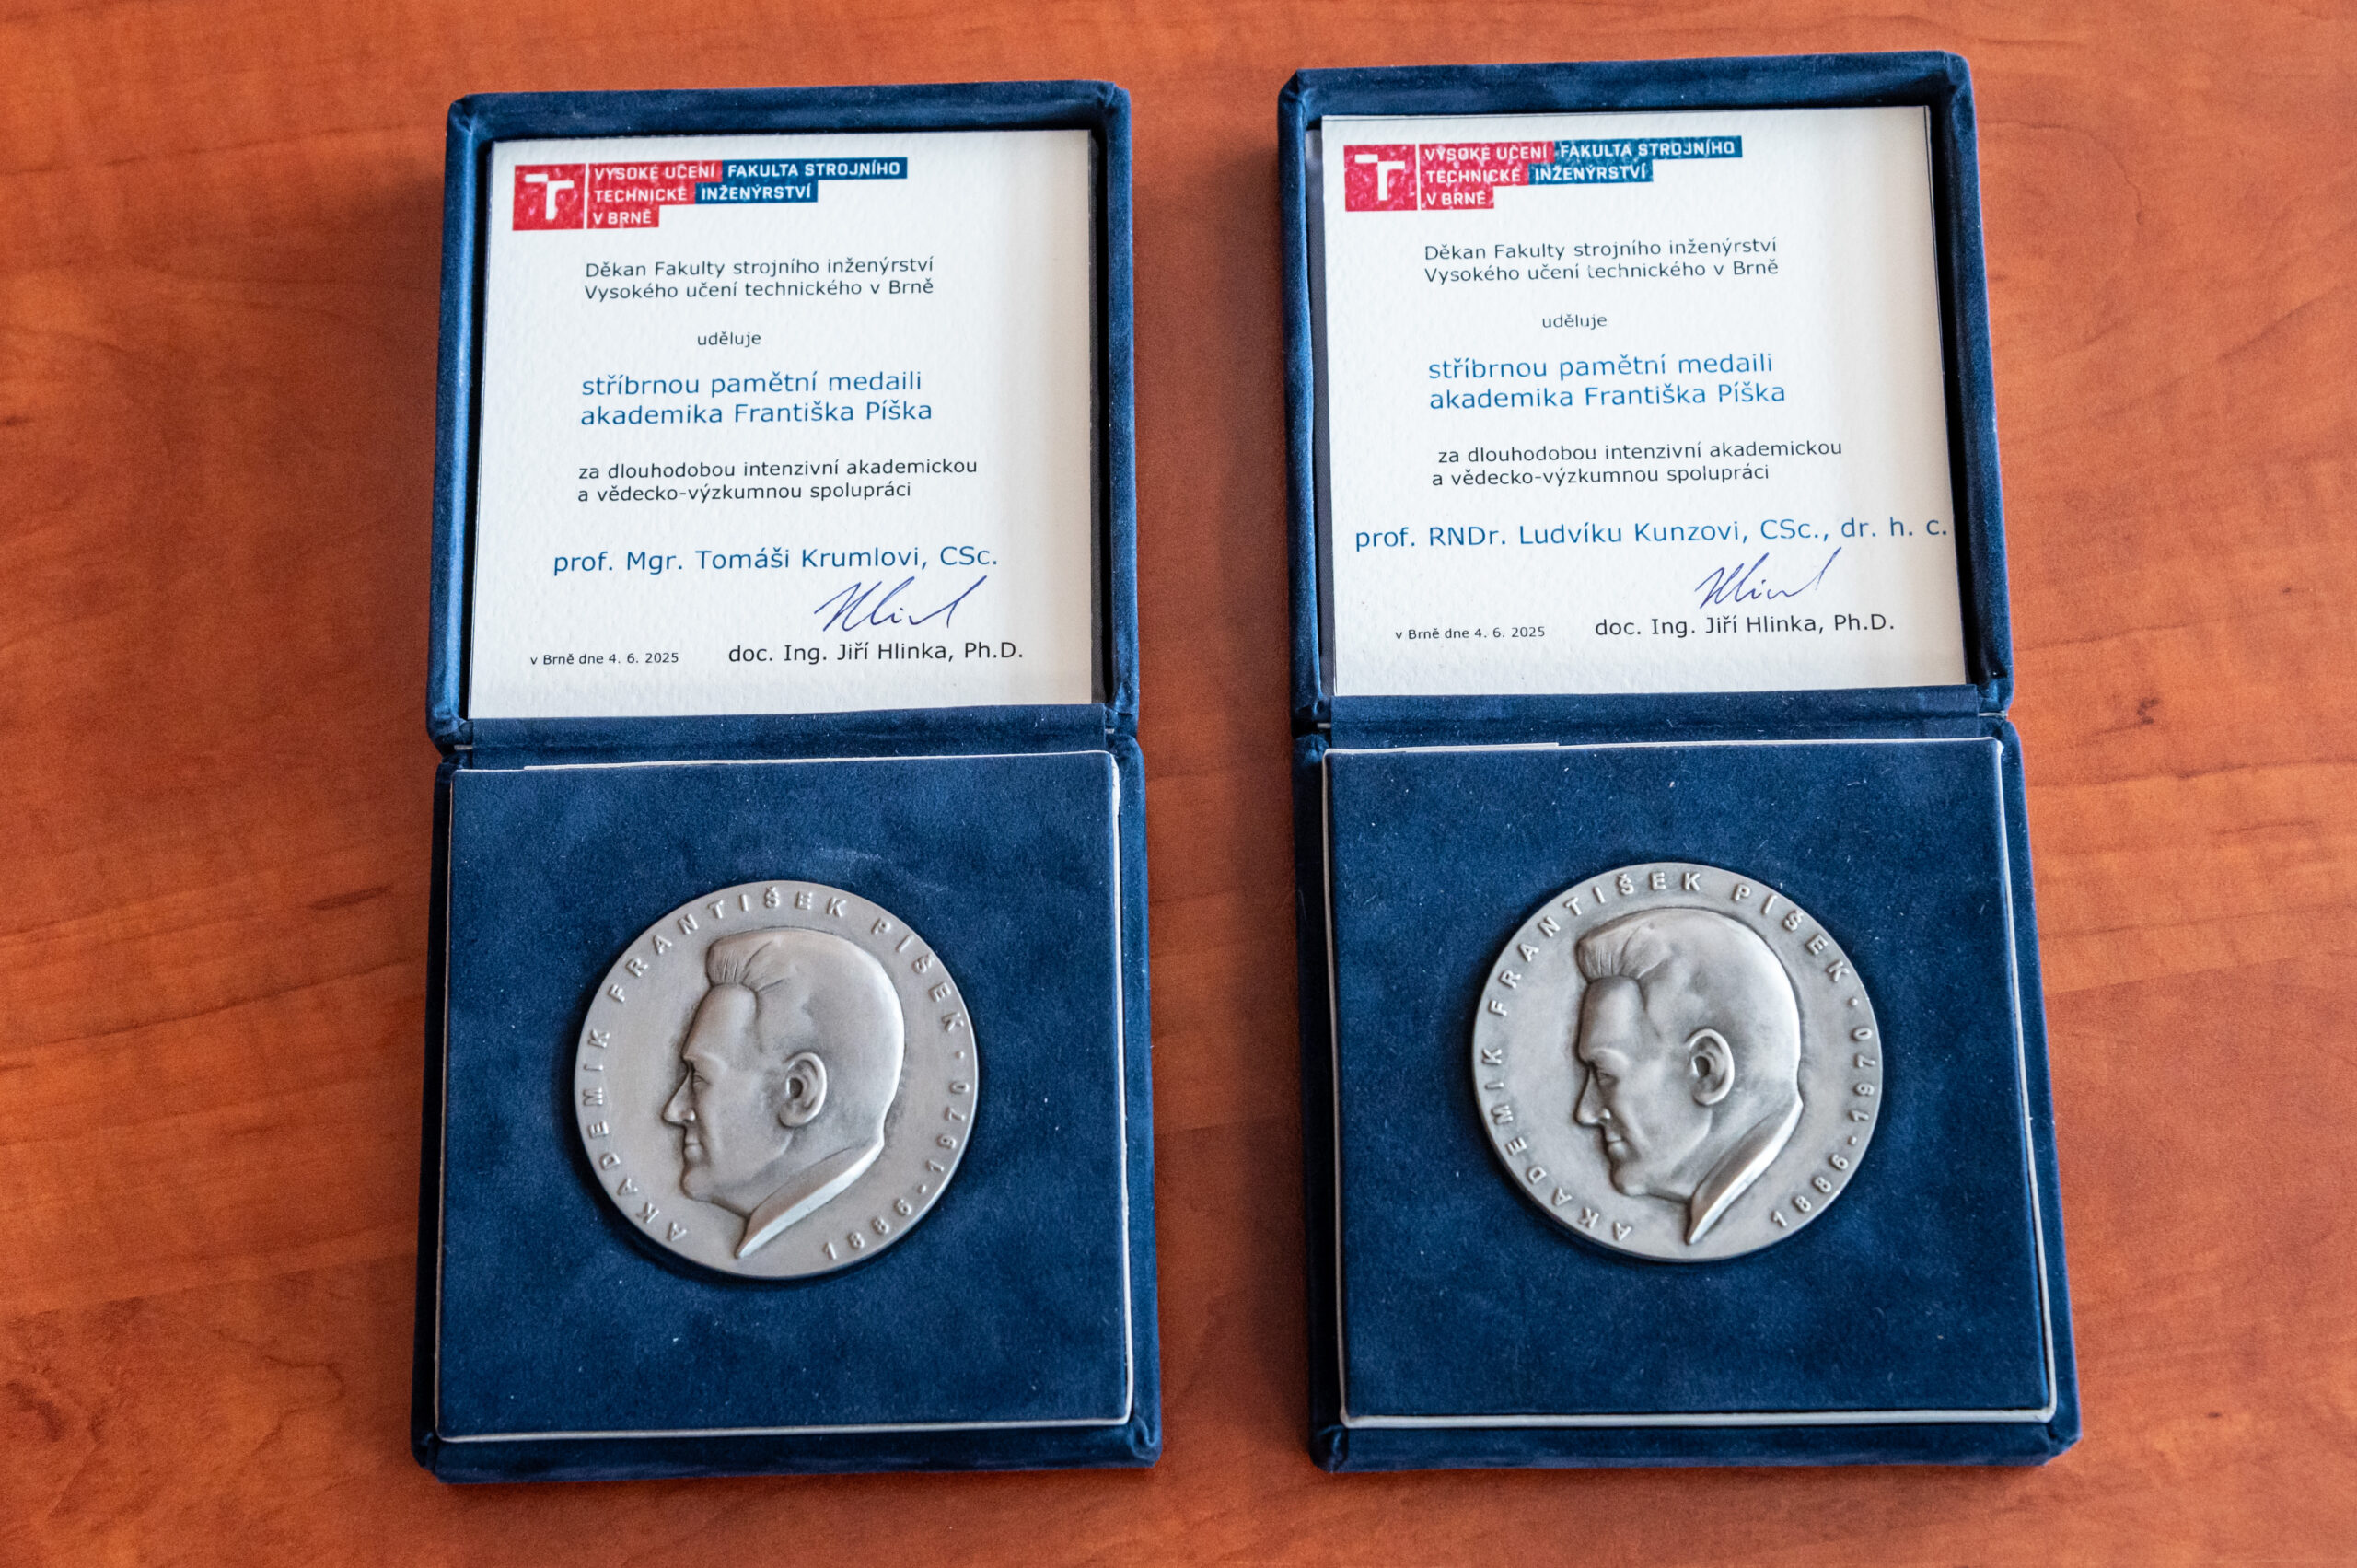 VYSOKÉ UČENÍ FAKULTA STROJNÍHO
TECHNICKÉ INŽENÝRSTVÍ
V BRNĚ
Děkan Fakulty strojního inženýrství
Vysokého učení technického v Brně
uděluje
stříbrnou pamětní medaili
akademika Františka Píška
za dlouhodobou intenzivní akademickou
a vědecko-výzkumnou spolupráci
prof. Mgr. Tomáši Krumlovi, CSc.
v Brně dne 4. 6. 2025 doc. Ing. Jiří Hlinka, Ph.D.
AKADEMIK FRANTIŠEK PÍŠEK · 1886-1970
VYSOKÉ UČENÍ FAKULTA STROJNÍHO
TECHNICKÉ INŽENÝRSTVÍ
V BRNĚ
Děkan Fakulty strojního inženýrství
Vysokého učení technického v Brně
uděluje
stříbrnou pamětní medaili
akademika Františka Píška
za dlouhodobou intenzivní akademickou
a vědecko-výzkumnou spolupráci
prof. RNDr. Ludvíku Kunzovi, CSc., dr. h. c.
v Brně dne 4. 6. 2025 doc. Ing. Jiří Hlinka, Ph.D.
AKADEMIK FRANTIŠEK PÍŠEK · 1886-1970